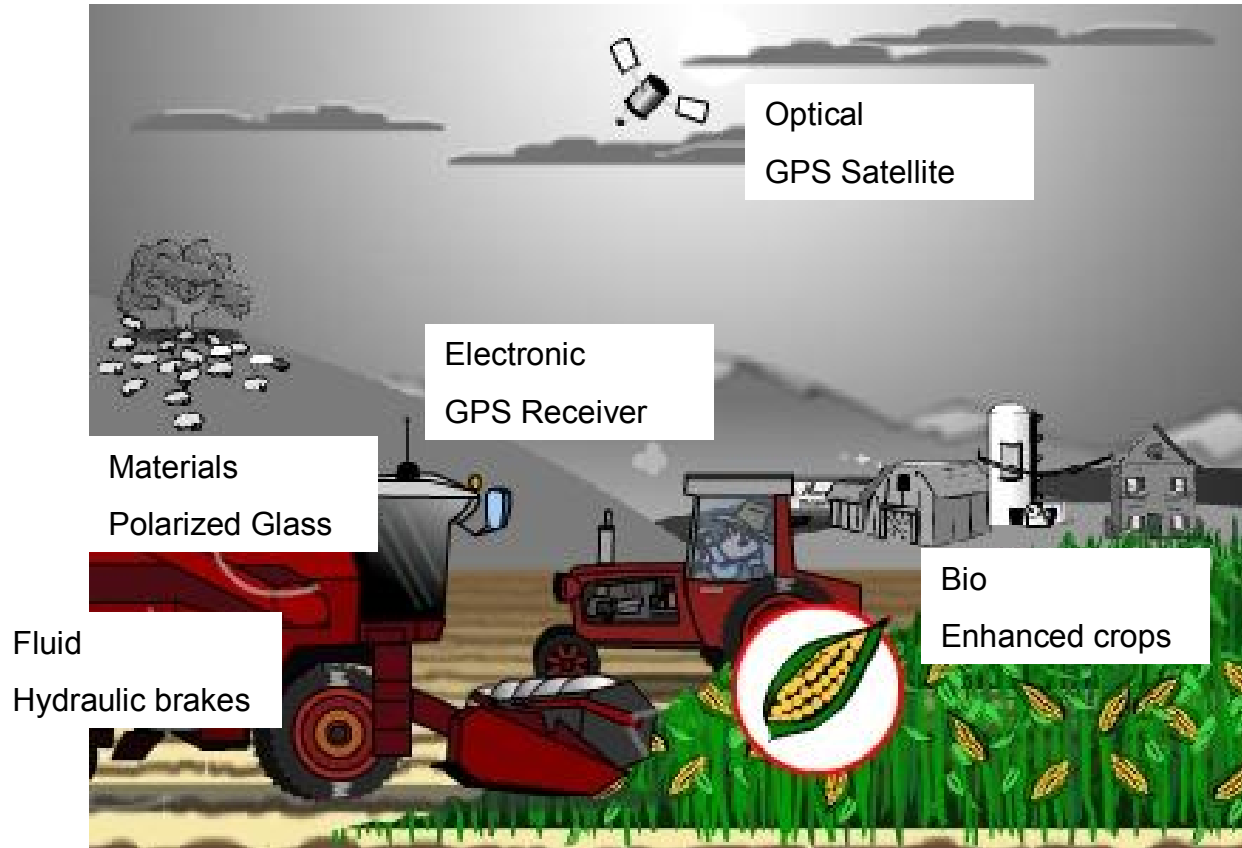 Optical
GPS Satellite
Electronic
GPS Receiver
Materials
Polarized Glass
Bio
Enhanced crops
Fluid
Hydraulic brakes